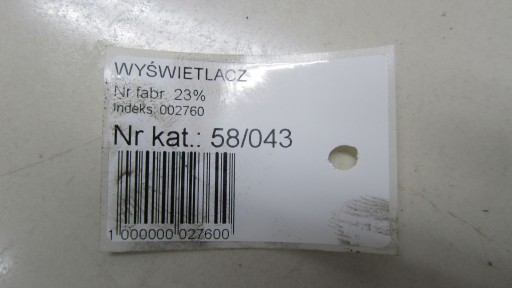 WYŚWIETLACZ
Nr fabr. 23%
Indeks: 002760
Nr kat.: 58/043
1 000000 027600